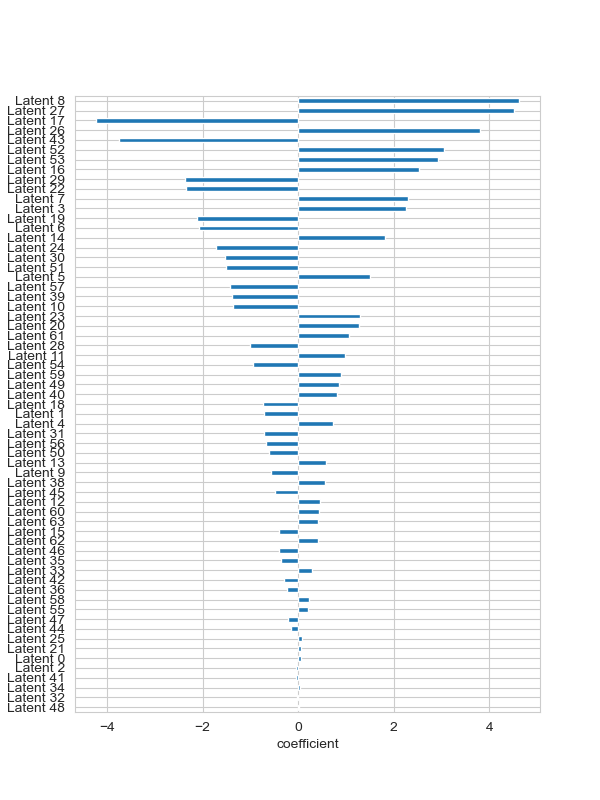 Latent 8
Latent 27
Latent 17
Latent 26
Latent 43
Latent 52
Latent 53
Latent 16
Latent 29
Latent 22
Latent 7
Latent 3
Latent 19
Latent 6
Latent 14
Latent 24
Latent 30
Latent 51
Latent 5
Latent 57
Latent 39
Latent 10
Latent 23
Latent 20
Latent 61
Latent 28
Latent 11
Latent 54
Latent 59
Latent 49
Latent 40
Latent 18
Latent 1
Latent 4
Latent 31
Latent 56
Latent 50
Latent 13
Latent 9
Latent 38
Latent 45
Latent 12
Latent 60
Latent 63
Latent 15
Latent 62
Latent 46
Latent 35
Latent 33
Latent 42
Latent 36
Latent 58
Latent 55
Latent 47
Latent 44
Latent 25
Latent 21
Latent 0
Latent 2
Latent 41
Latent 34
Latent 32
Latent 48
−4 −2 0 2 4
coefficient